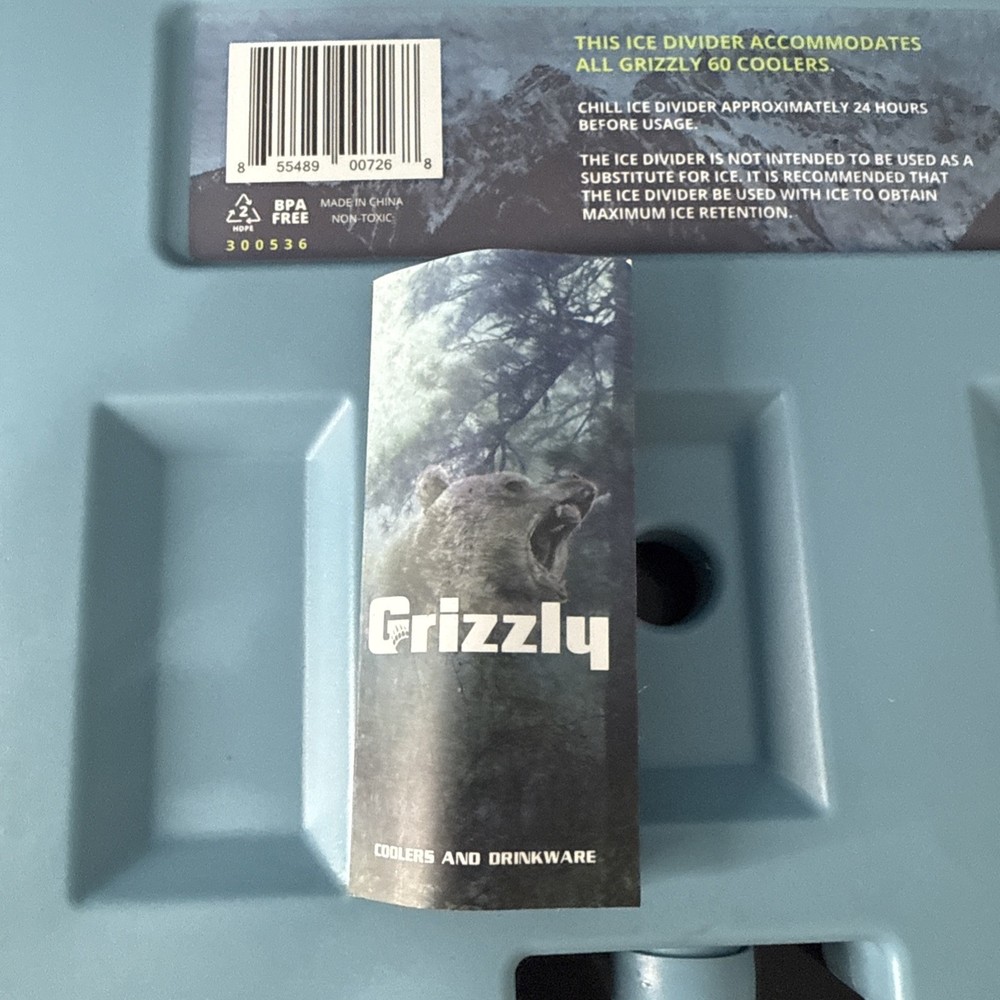 8 55489 00726 8
2
HDPE
BPA
FREE
MADE IN CHINA
NON-TOXIC
300536
THIS ICE DIVIDER ACCOMMODATES
ALL GRIZZLY 60 COOLERS.
CHILL ICE DIVIDER APPROXIMATELY 24 HOURS
BEFORE USAGE.
THE ICE DIVIDER IS NOT INTENDED TO BE USED AS A
SUBSTITUTE FOR ICE. IT IS RECOMMENDED THAT
THE ICE DIVIDER BE USED WITH ICE TO OBTAIN
MAXIMUM ICE RETENTION.
Grizzly
COOLERS AND DRINKWARE